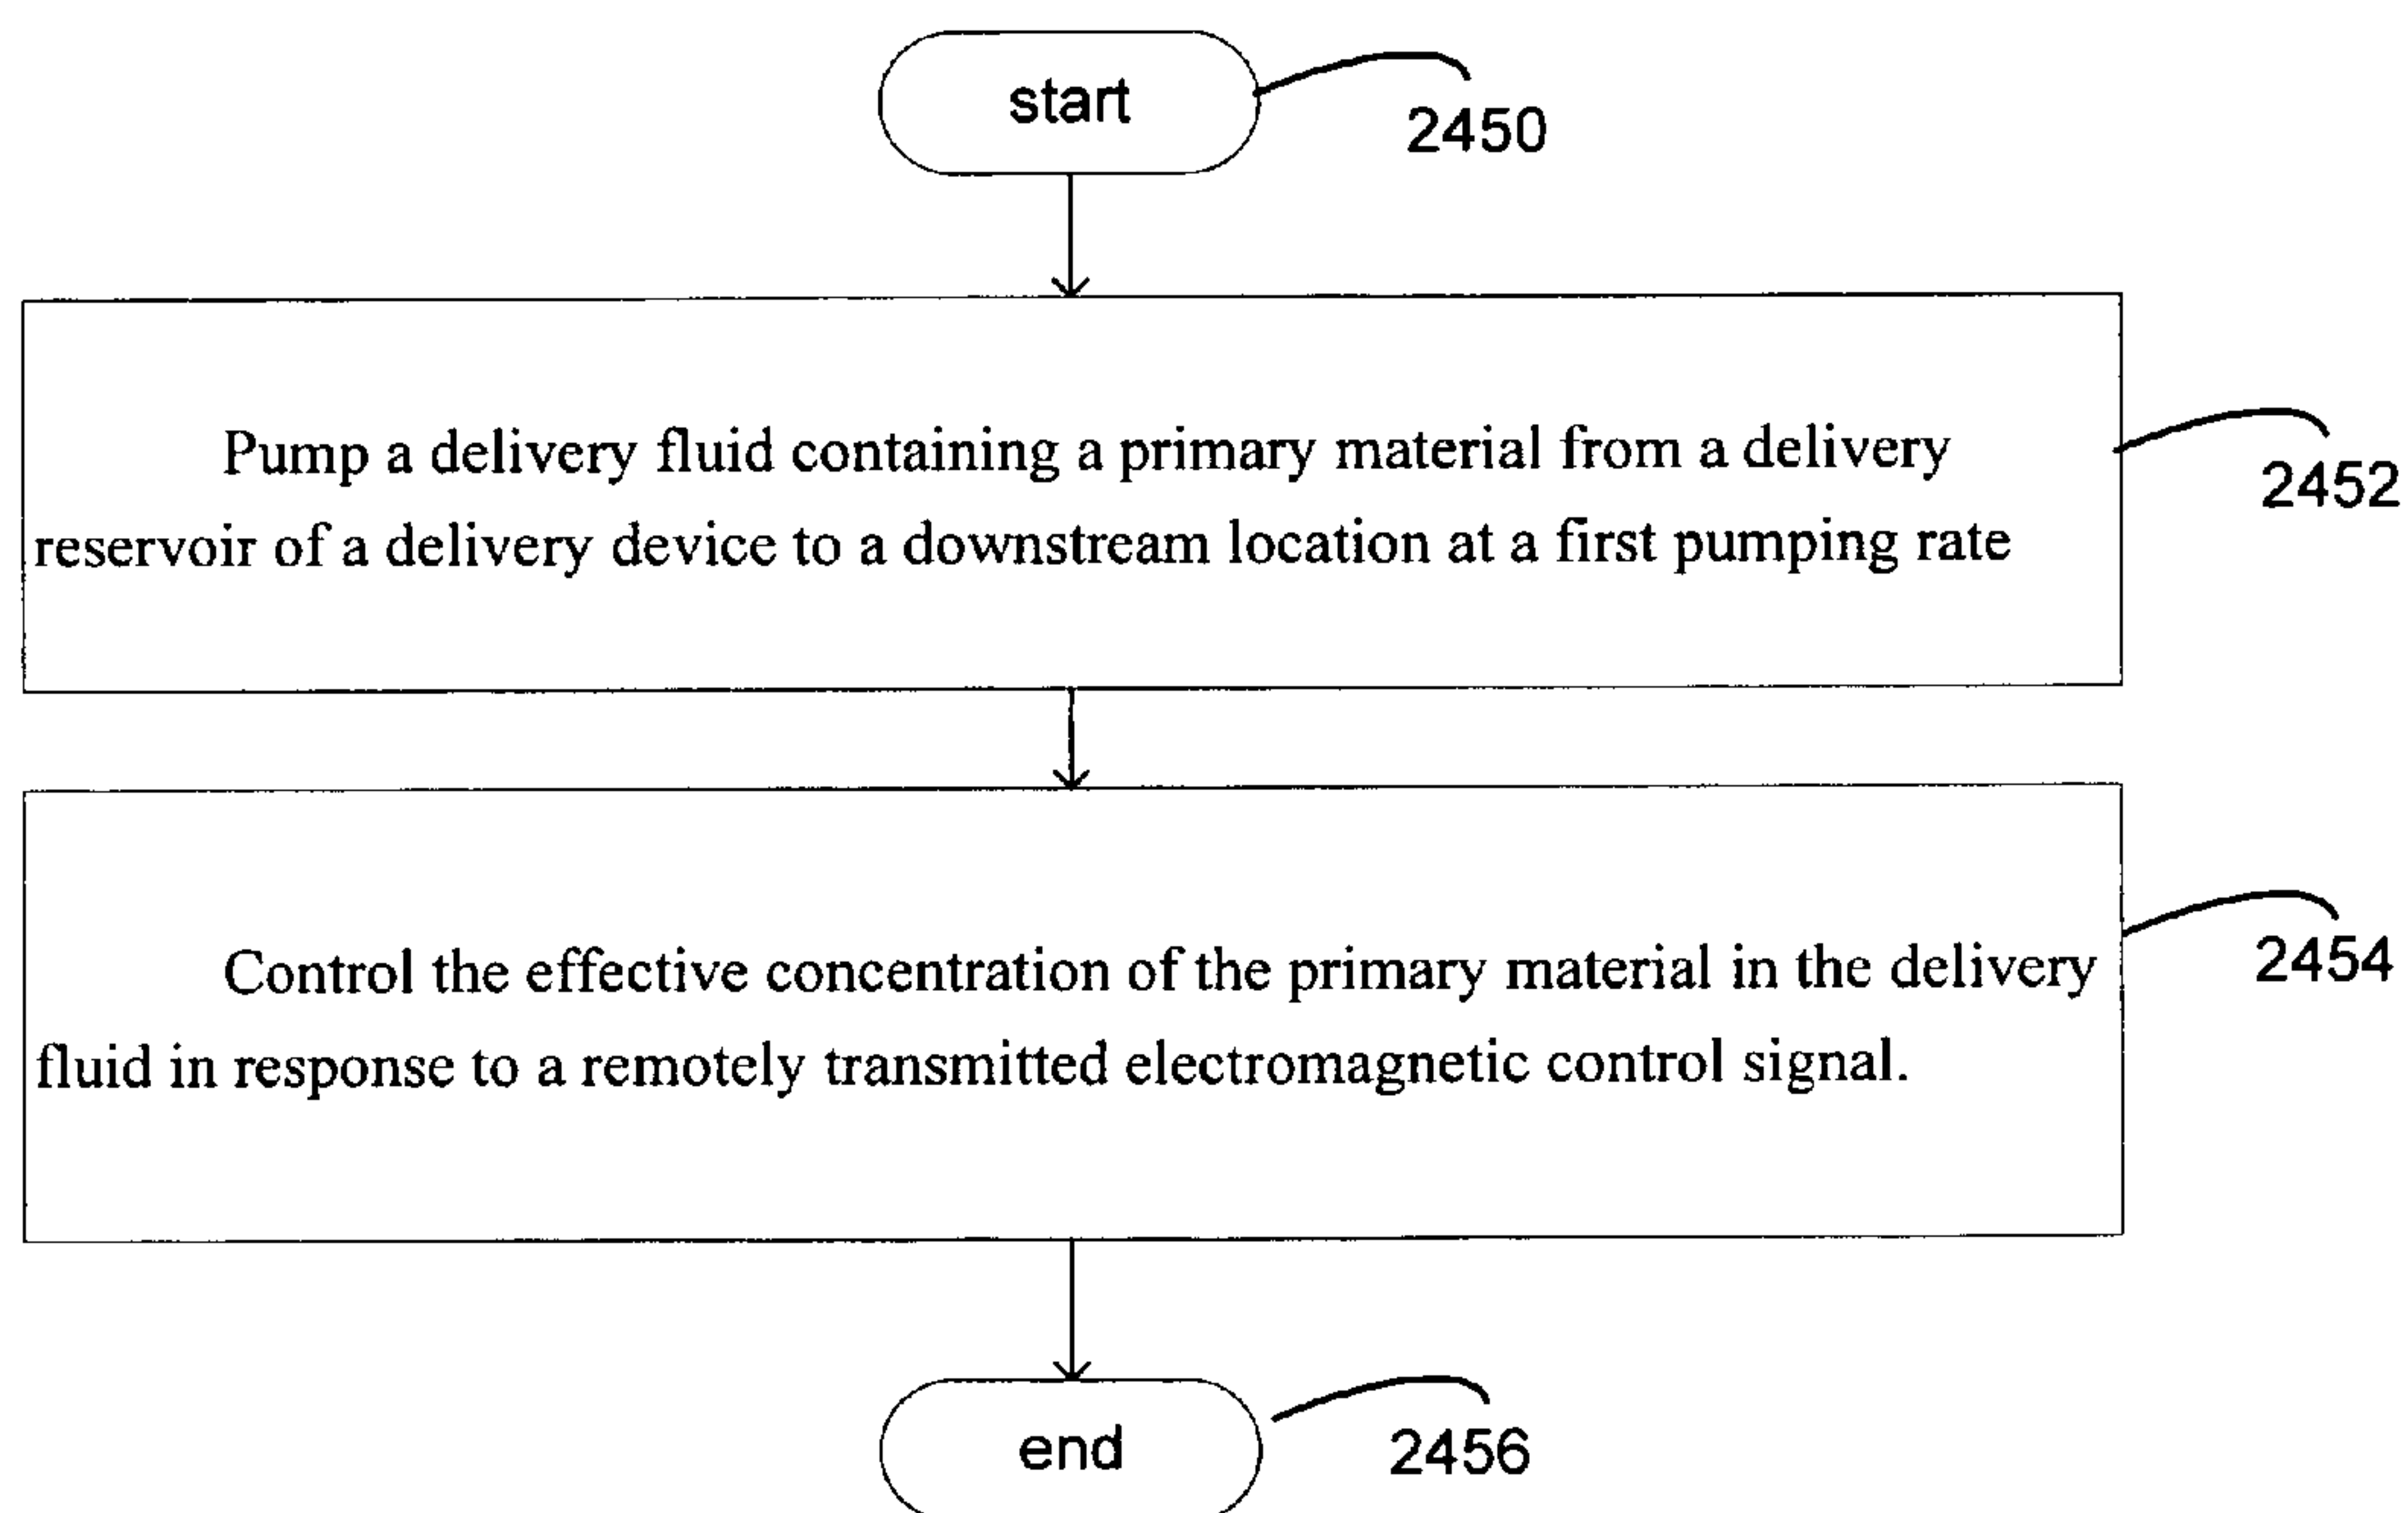 start
2450
Pump a delivery fluid containing a primary material from a delivery
reservoir of a delivery device to a downstream location at a first pumping rate
2452
Control the effective concentration of the primary material in the delivery
fluid in response to a remotely transmitted electromagnetic control signal.
2454
end
2456